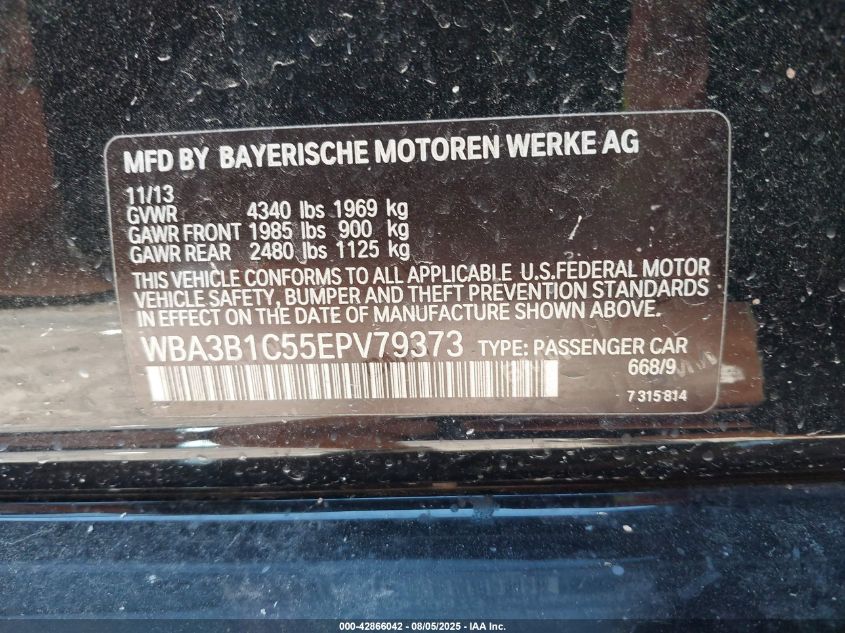 MFD BY BAYERISCHE MOTOREN WERKE AG
11/13
GVWR 4340 lbs 1969 kg
GAWR FRONT 1985 lbs 900 kg
GAWR REAR 2480 lbs 1125 kg
THIS VEHICLE CONFORMS TO ALL APPLICABLE U.S.FEDERAL MOTOR
VEHICLE SAFETY, BUMPER AND THEFT PREVENTION STANDARDS
IN EFFECT ON THE DATE OF MANUFACTURE SHOWN ABOVE.
WBA3B1C55EPV79373 TYPE: PASSENGER CAR
668/9
7 315 814
000-42866042 - 08/05/2025 - IAA Inc.